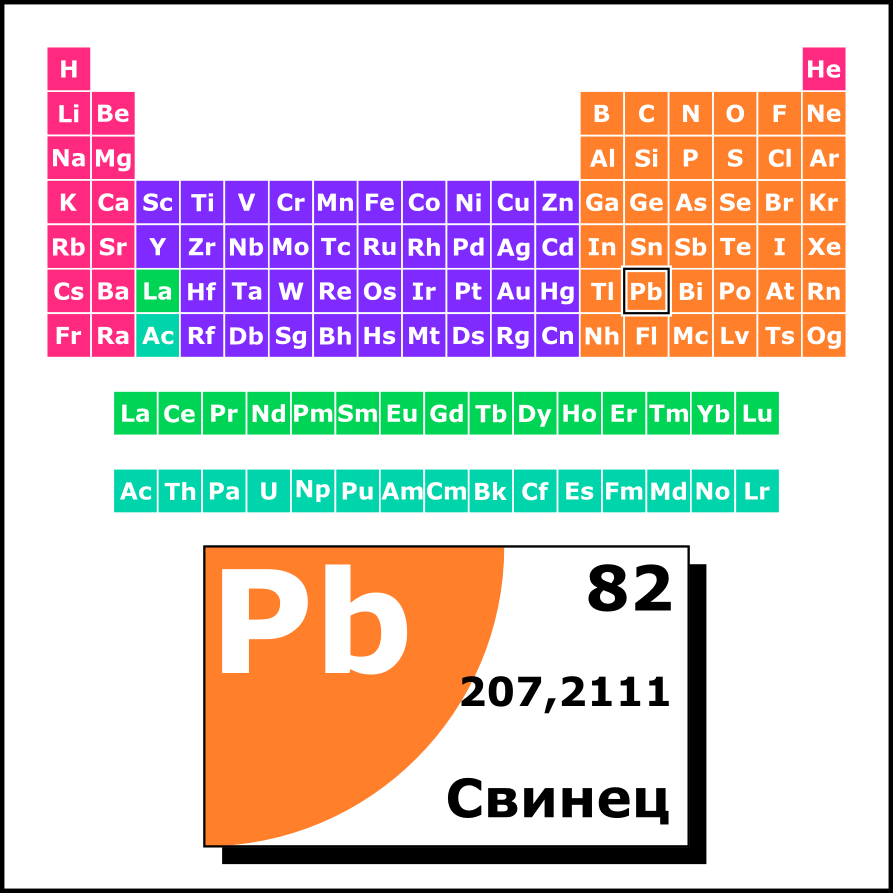 H He
Li Be B C N O F Ne
Na Mg Al Si P S Cl Ar
K Ca Sc Ti V Cr Mn Fe Co Ni Cu Zn Ga Ge As Se Br Kr
Rb Sr Y Zr Nb Mo Tc Ru Rh Pd Ag Cd In Sn Sb Te I Xe
Cs Ba La Hf Ta W Re Os Ir Pt Au Hg Tl Pb Bi Po At Rn
Fr Ra Ac Rf Db Sg Bh Hs Mt Ds Rg Cn Nh Fl Mc Lv Ts Og
La Ce Pr Nd Pm Sm Eu Gd Tb Dy Ho Er Tm Yb Lu
Ac Th Pa U Np Pu Am Cm Bk Cf Es Fm Md No Lr
Pb 82
207,2111
Свинец